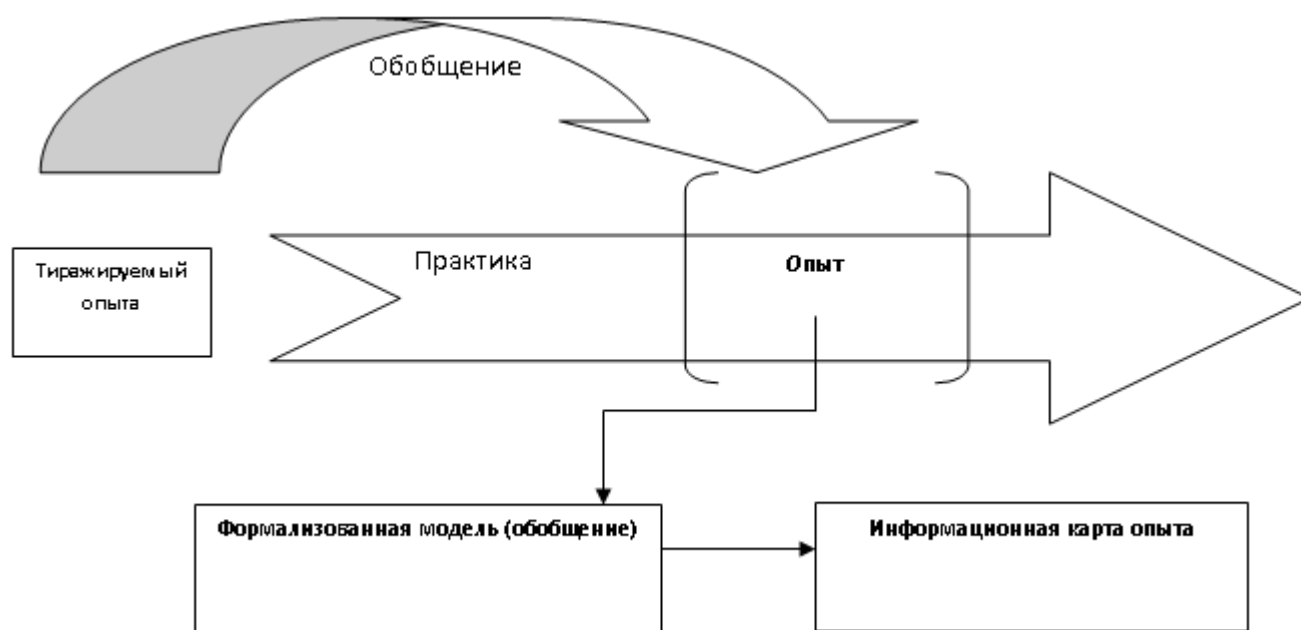 Обобщение
Тиражируемый
опыта
Практика
Опыт
Формализованная модель (обобщение)
Информационная карта опыта